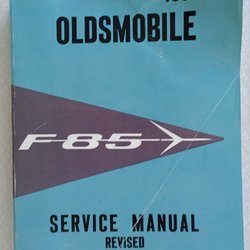 OLDSMOBILE
F-85
SERVICE MANUAL
REVISED